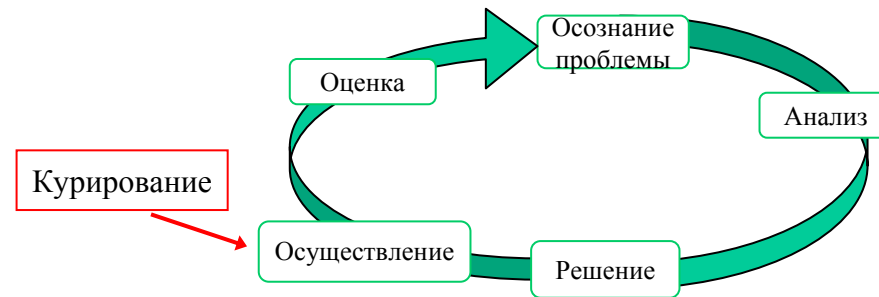 Осознание
проблемы
Оценка
Анализ
Курирование
Осуществление
Решение